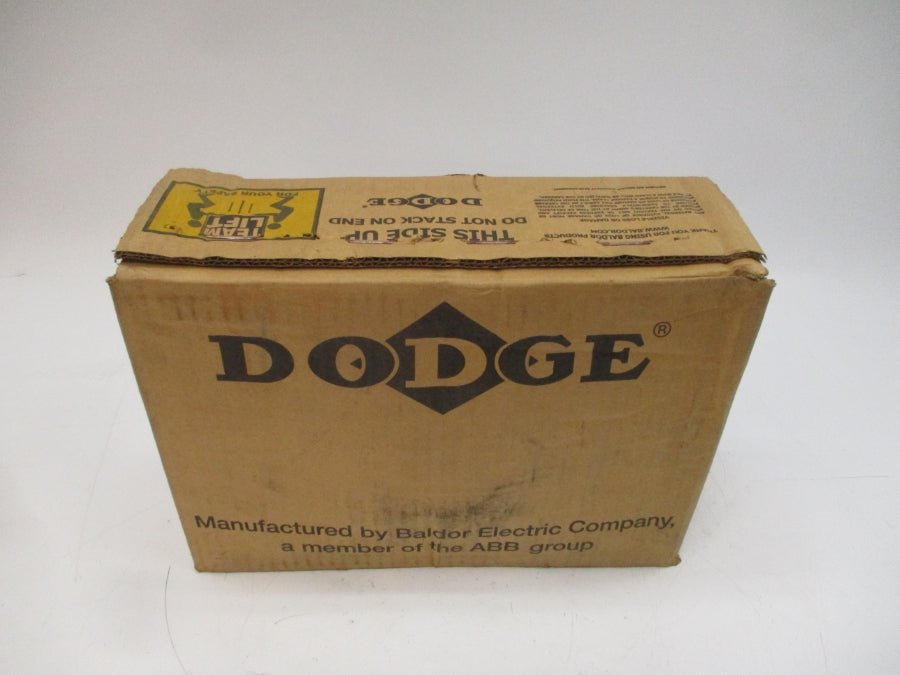 TEAM
LIFT
FOR YOUR SAFETY
THIS SIDE UP
DO NOT STACK ON END
DODGE
THANK YOU FOR USING BALDOR PRODUCTS
WWW.BALDOR.COM
DODGE®
Manufactured by Baldor Electric Company,
a member of the ABB group